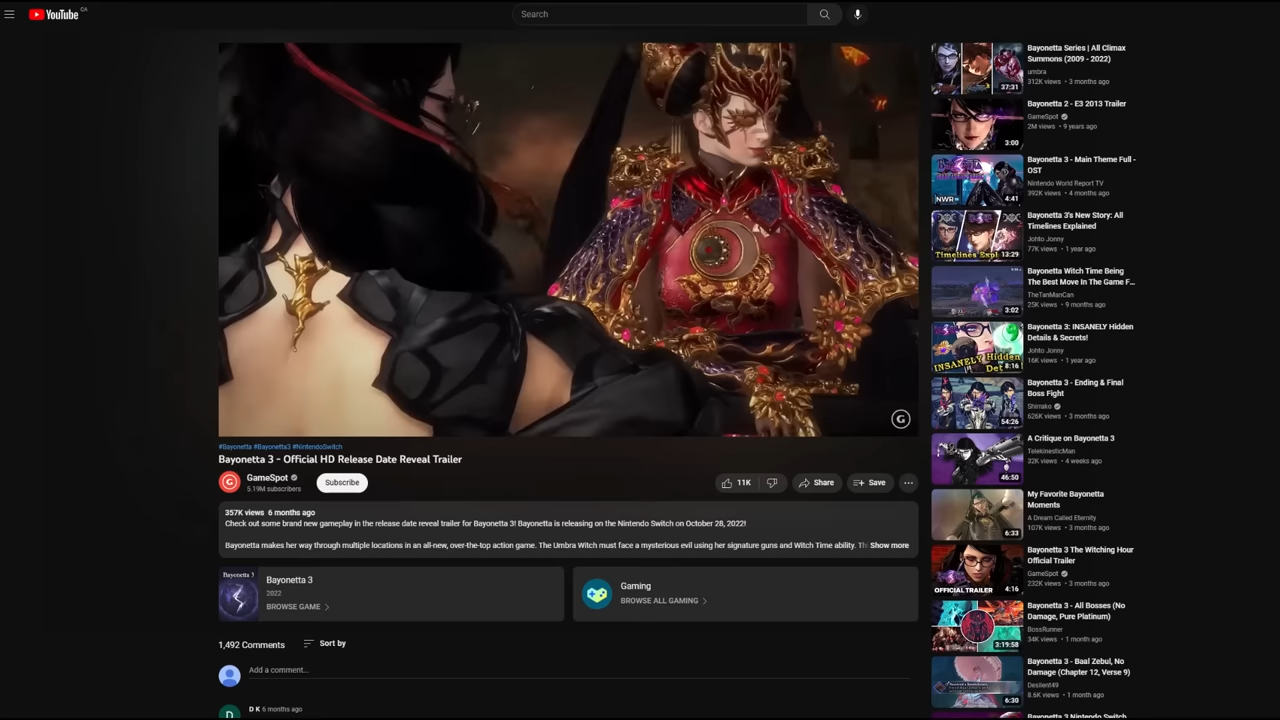 YouTube CA
Search
#Bayonetta #Bayonetta3 #NintendoSwitch
Bayonetta 3 - Official HD Release Date Reveal Trailer
G
GameSpot
5.19M subscribers
Subscribe
11K
Share
Save
357K views 6 months ago
Check out some brand new gameplay in the release date reveal trailer for Bayonetta 3! Bayonetta is releasing on the Nintendo Switch on October 28, 2022!
Bayonetta makes her way through multiple locations in an all-new, over-the-top action game. The Umbra Witch must face a mysterious evil using her signature guns and Witch Time ability. Th Show more
Bayonetta 3
Bayonetta 3
2022
BROWSE GAME
Gaming
BROWSE ALL GAMING
1,492 Comments
Sort by
Add a comment...
D
D K 6 months ago
37:31
Bayonetta Series | All Climax
Summons (2009 - 2022)
umbra
312K views • 3 months ago
3:00
Bayonetta 2 - E3 2013 Trailer
GameSpot
2M views • 9 years ago
NWR
4:41
Bayonetta 3 - Main Theme Full -
OST
Nintendo World Report TV
392K views • 4 months ago
Timelines Expl
13:29
Bayonetta 3's New Story: All
Timelines Explained
Johto Jonny
77K views • 1 year ago
3:02
Bayonetta Witch Time Being
The Best Move In The Game F...
TheTanManCan
25K views • 9 months ago
INSANELY Hidden
Det
8:16
Bayonetta 3: INSANELY Hidden
Details & Secrets!
Johto Jonny
16K views • 1 year ago
54:26
Bayonetta 3 - Ending & Final
Boss Fight
Shirrako
626K views • 3 months ago
46:50
A Critique on Bayonetta 3
TelekinesticMan
32K views • 4 weeks ago
6:33
My Favorite Bayonetta
Moments
A Dream Called Eternity
107K views • 3 months ago
OFFICIAL TRAILER
4:16
Bayonetta 3 The Witching Hour
Official Trailer
GameSpot
232K views • 3 months ago
3:19:58
Bayonetta 3 - All Bosses (No
Damage, Pure Platinum)
BossRunner
34K views • 1 month ago
6:30
Bayonetta 3 - Baal Zebul, No
Damage (Chapter 12, Verse 9)
Desilent49
8.6K views • 1 month ago
Bayonetta 3 Nintendo Switch